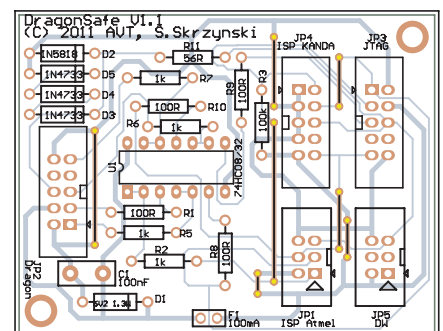 DragonSafe V1.1
(C) 2011 AVT, S.Skrzynski
1N5818 D2
1N4733 D5
1N4733 D4
1N4733 D3
R11
56R
1k R7
100R R10
R6
1k
R9
100R
R3
100k
JP4
ISP KANDA
JP3
JTAG
U1
74HC08/32
100R R1
1k R5
R2
1k
R8
100R
JP2
Dragon
C1
100nF
5V2 1.3W D1
F1
100mA
JP1
ISP Atmel
JP5
DW